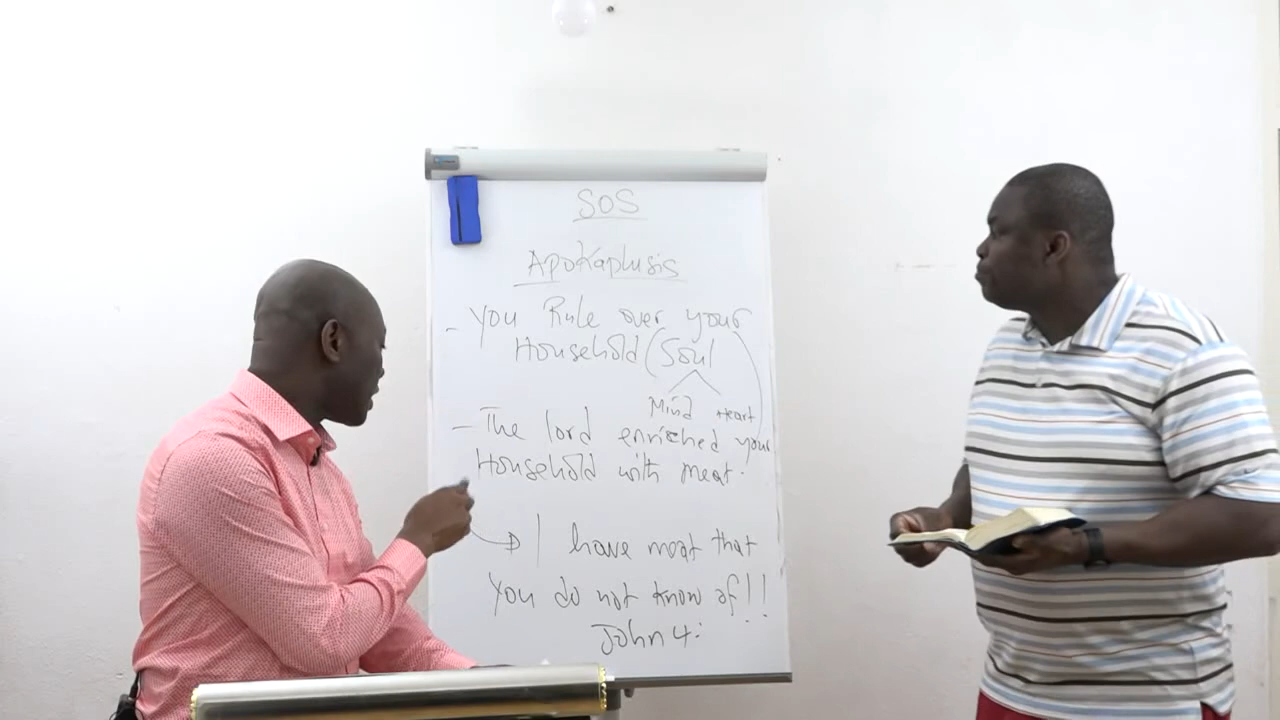 SOS
Apokaplusis
- You Rule over your
Household (Soul
Mind Heart
- The lord enriched your
Household with meat.
I have meat that
you do not know of!!
John 4: